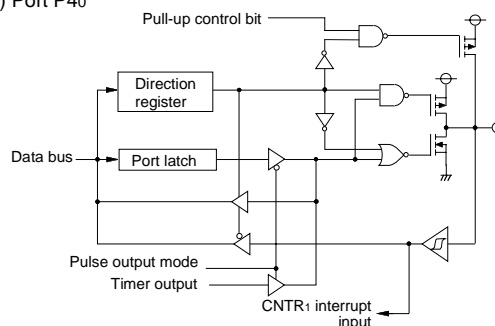 ) Port P40
Pull-up control bit
Direction
register
Data bus
Port latch
Pulse output mode
Timer output
CNTR1 interrupt
input